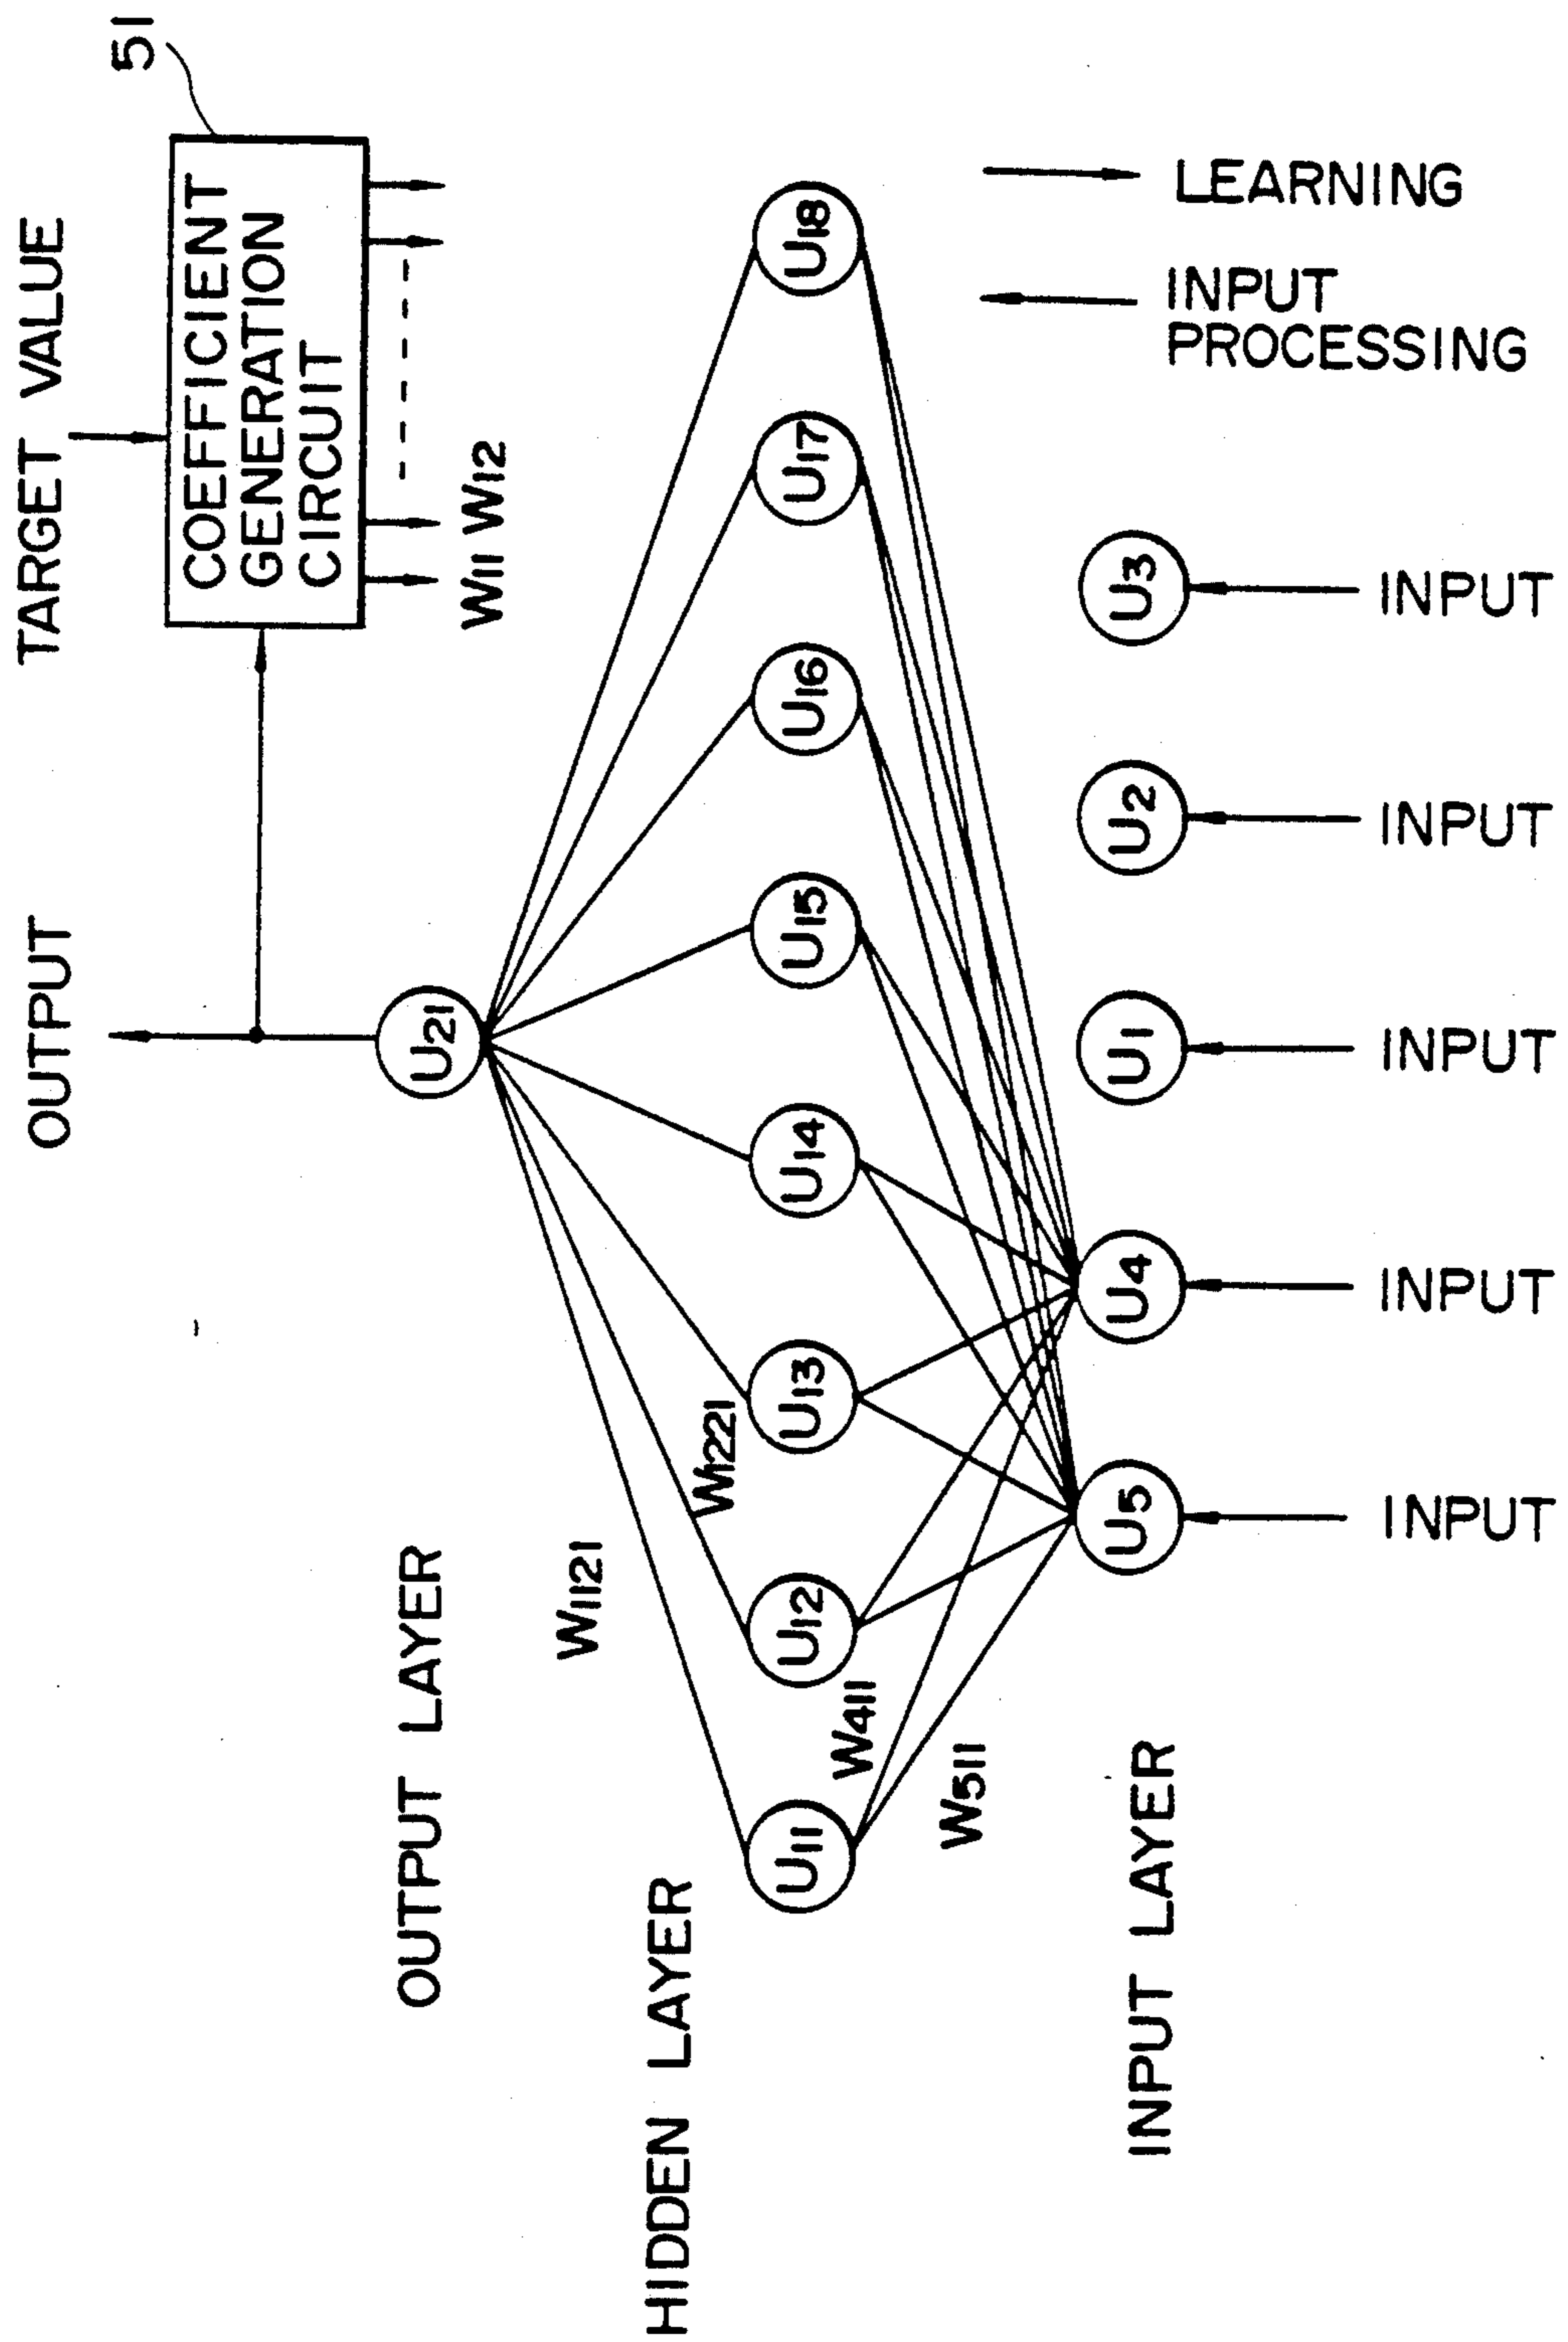 OUTPUT
TARGET VALUE
51
COEFFICIENT
GENERATION
CIRCUIT
W11 W12
OUTPUT LAYER
U21
W1121
W1221
HIDDEN LAYER
U11
U12
U13
U14
U15
U16
U17
U18
W411
W511
LEARNING
INPUT
PROCESSING
INPUT LAYER
U5
U4
U1
U2
U3
INPUT
INPUT
INPUT
INPUT
INPUT